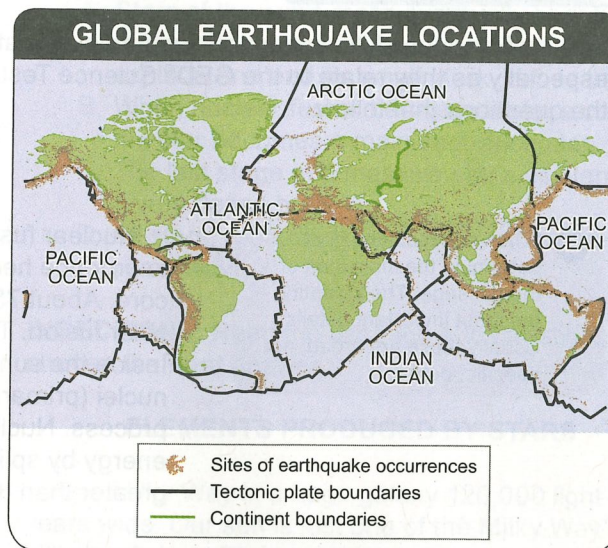 GLOBAL EARTHQUAKE LOCATIONS
ARCTIC OCEAN
ATLANTIC
OCEAN
PACIFIC
OCEAN
PACIFIC
OCEAN
INDIAN
OCEAN
Sites of earthquake occurrences
Tectonic plate boundaries
Continent boundaries